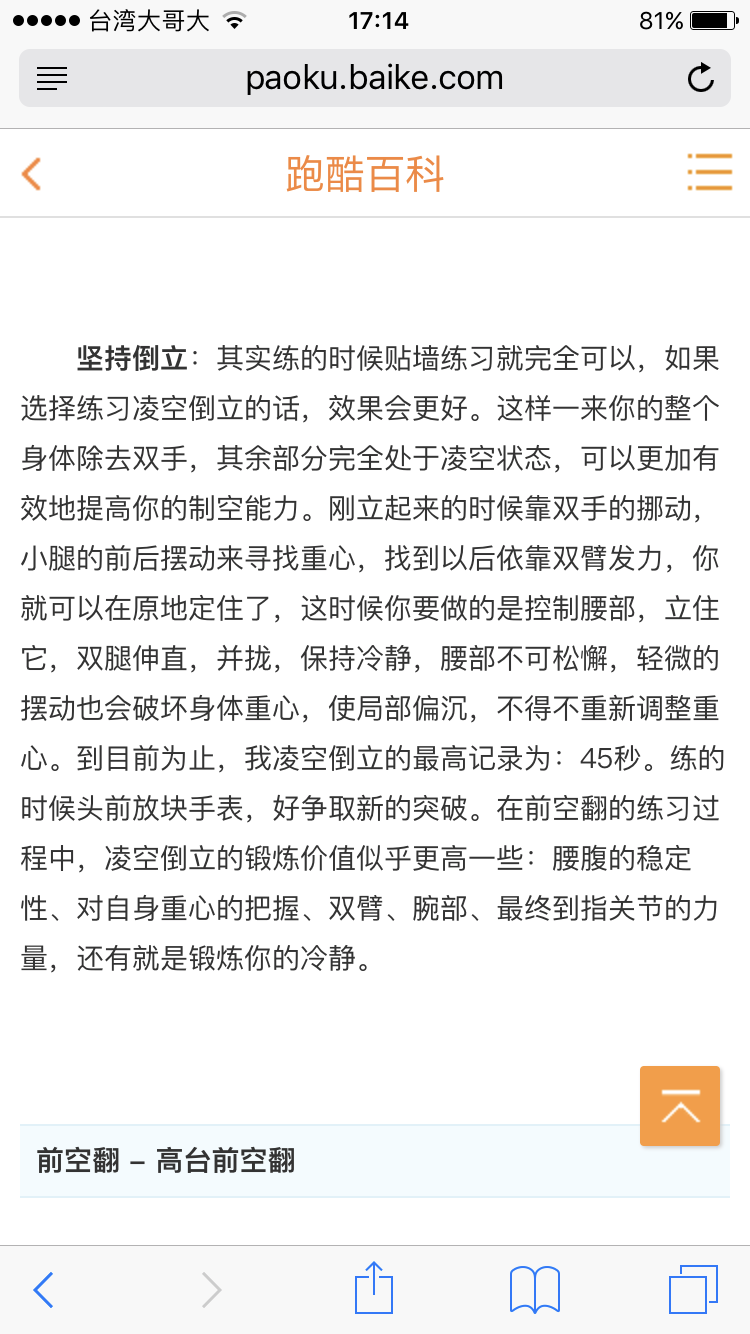 台湾大哥大 17:14 81%
paoku.baike.com
跑酷百科
坚持倒立：其实练的时候贴墙练习就完全可以，如果
选择练习凌空倒立的话，效果会更好。这样一来你的整个
身体除去双手，其余部分完全处于凌空状态，可以更加有
效地提高你的制空能力。刚立起来的时候靠双手的挪动，
小腿的前后摆动来寻找重心，找到以后依靠双臂发力，你
就可以在原地定住了，这时候你要做的是控制腰部，立住
它，双腿伸直，并拢，保持冷静，腰部不可松懈，轻微的
摆动也会破坏身体重心，使局部偏沉，不得不重新调整重
心。到目前为止，我凌空倒立的最高记录为：45秒。练的
时候头前放块手表，好争取新的突破。在前空翻的练习过
程中，凌空倒立的锻炼价值似乎更高一些：腰腹的稳定
性、对自身重心的把握、双臂、腕部、最终到指关节的力
量，还有就是锻炼你的冷静。
前空翻 – 高台前空翻